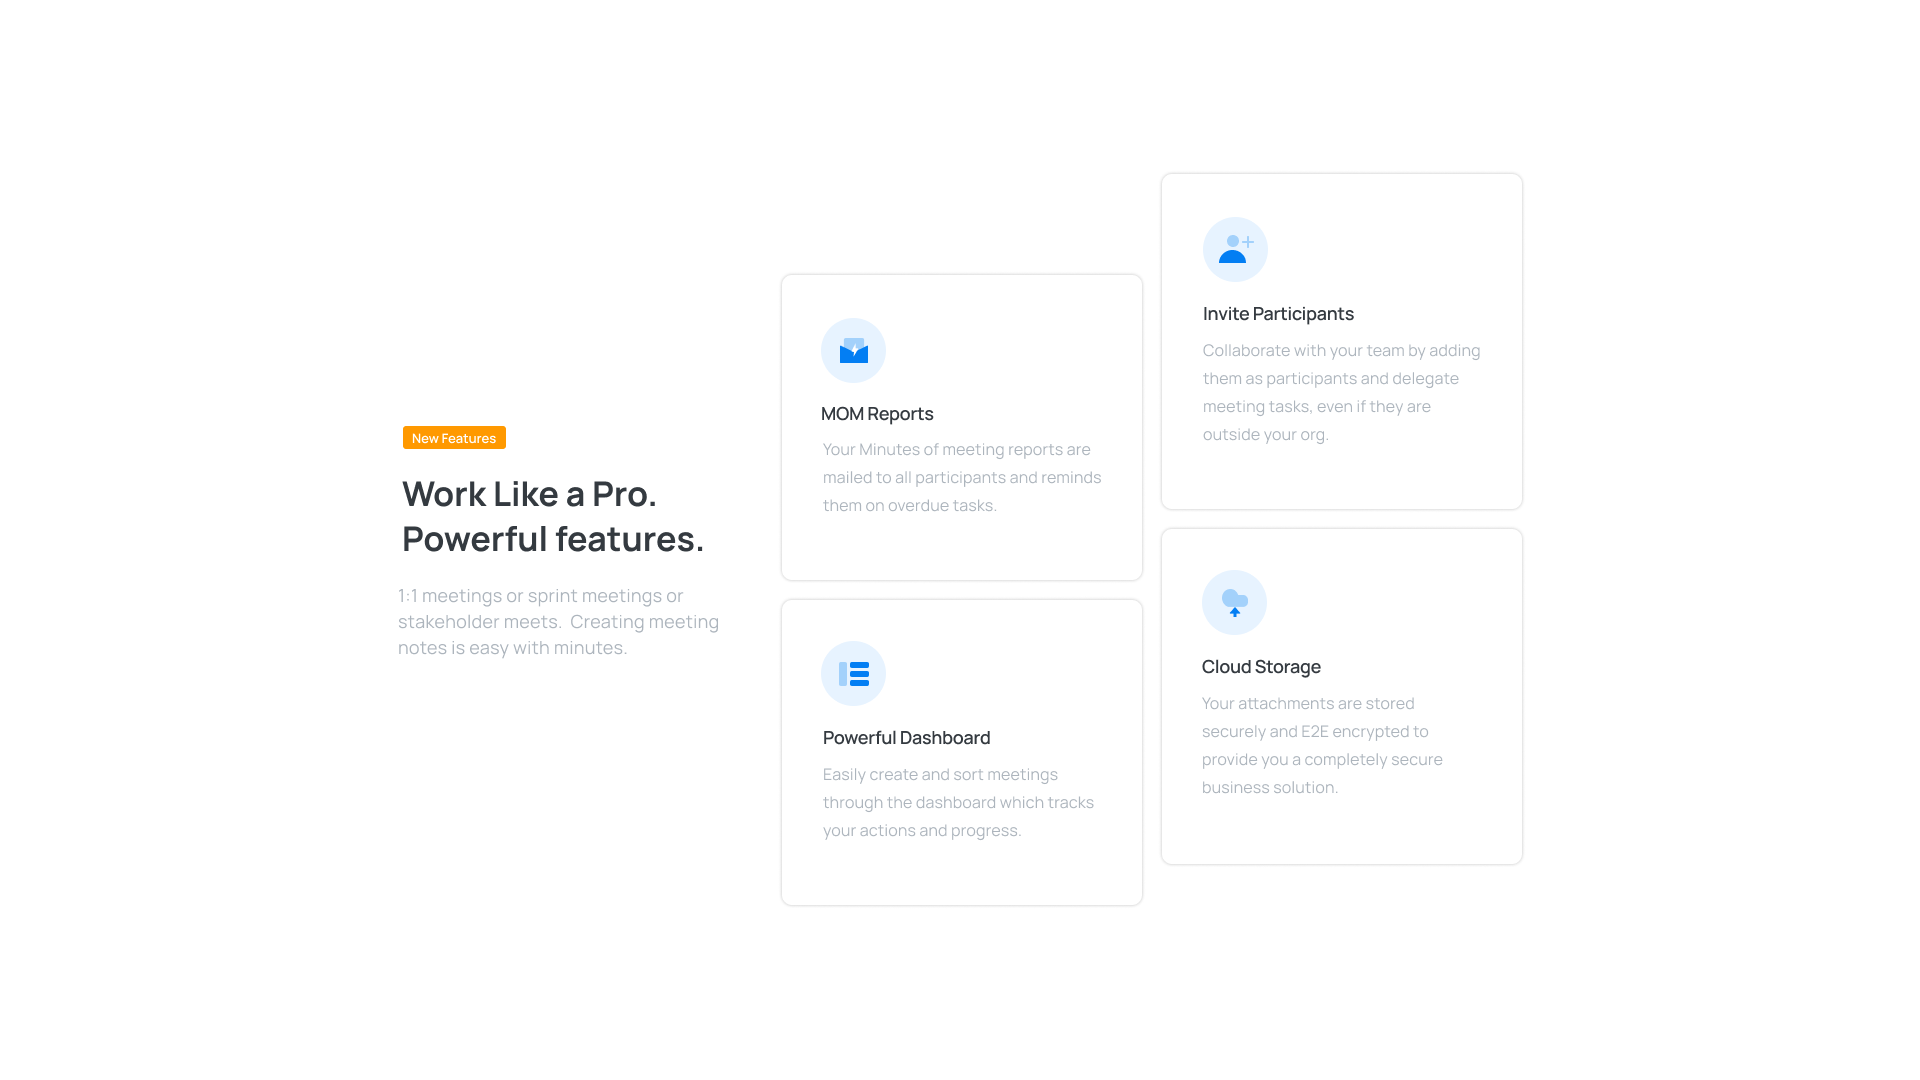 New Features
Work Like a Pro.
Powerful features.
1:1 meetings or sprint meetings or
stakeholder meets.  Creating meeting
notes is easy with minutes.
MOM Reports
Your Minutes of meeting reports are
mailed to all participants and reminds
them on overdue tasks.
Powerful Dashboard
Easily create and sort meetings
through the dashboard which tracks
your actions and progress.
Invite Participants
Collaborate with your team by adding
them as participants and delegate
meeting tasks, even if they are
outside your org.
Cloud Storage
Your attachments are stored
securely and E2E encrypted to
provide you a completely secure
business solution.